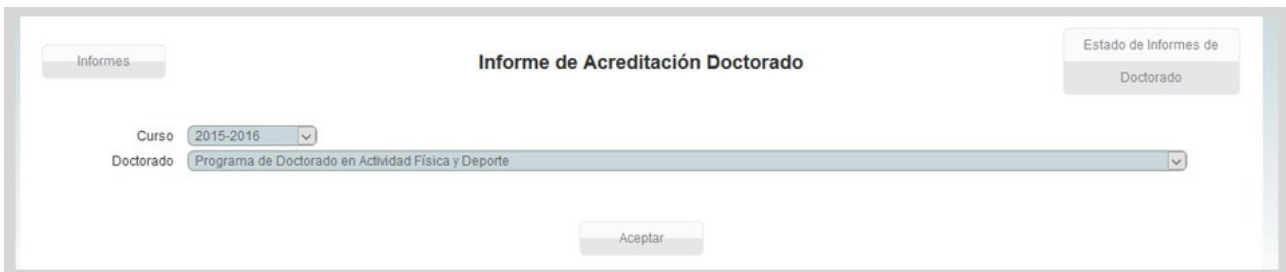 Informes
Informe de Acreditación Doctorado
Estado de Informes de
Doctorado
Curso 2015-2016
Doctorado Programa de Doctorado en Actividad Física y Deporte
Aceptar